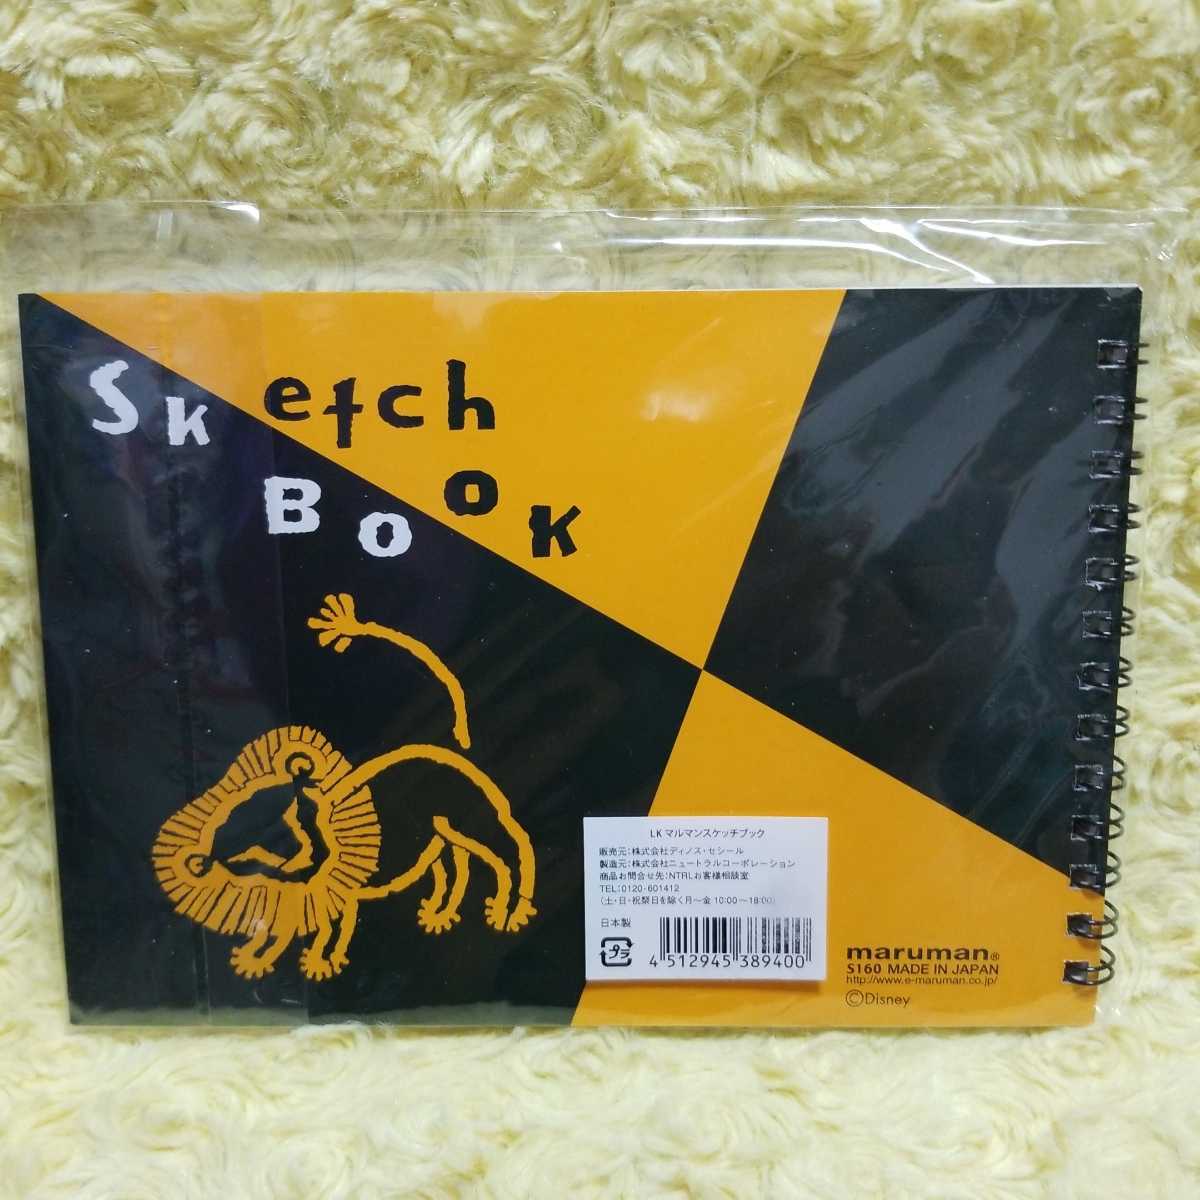 Sketch
BooK
LK マルマンスケッチブック
販売元:株式会社ディノス・セシール
製造元:株式会社ニュートラルコーポレーション
商品お問合せ先:NTRLお客様相談室
TEL:0120-601412
(土・日・祝祭日を除く月〜金 10:00〜18:00)
日本製
プラ
4 512945 389400
maruman®
S160 MADE IN JAPAN
http://www.e-maruman.co.jp/
©Disney